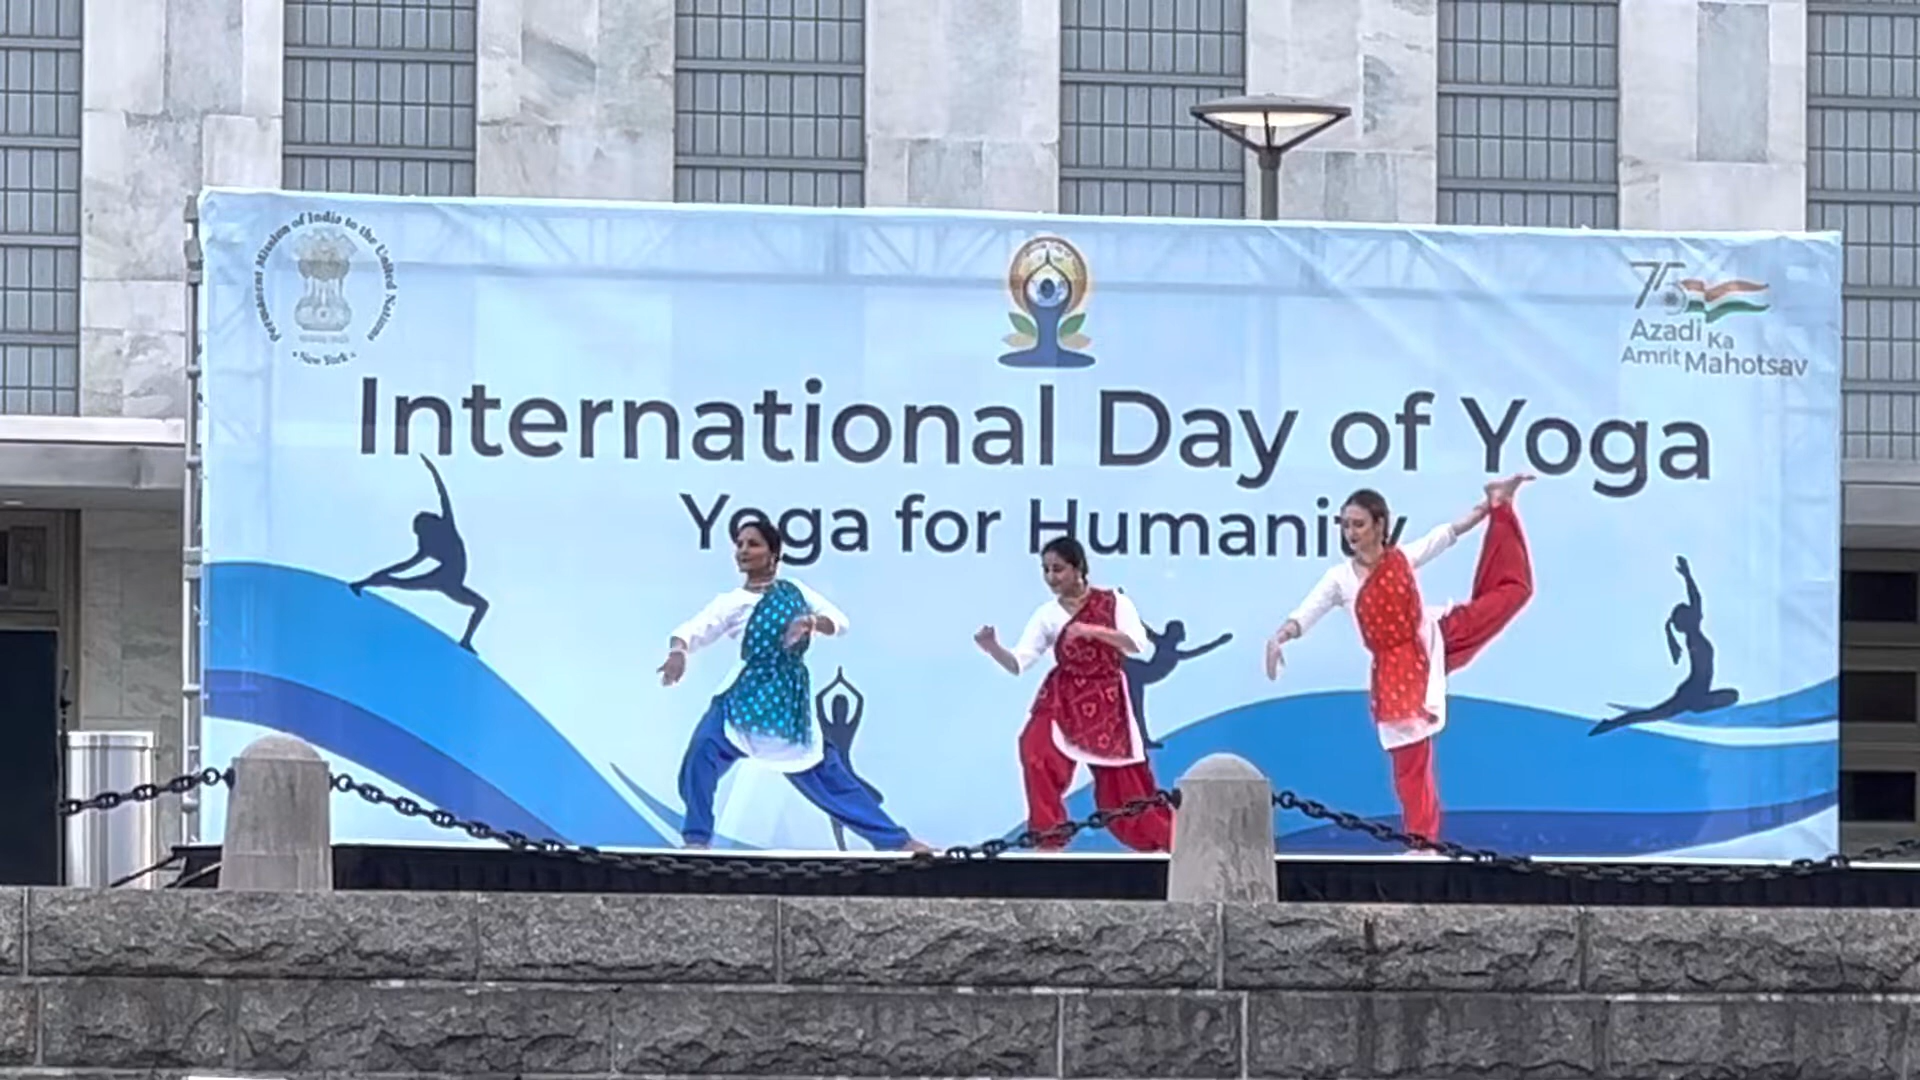 Permanent Mission of India to the United Nations
• New York •
75
Azadi Ka
Amrit Mahotsav
International Day of Yoga
Yoga for Humanity